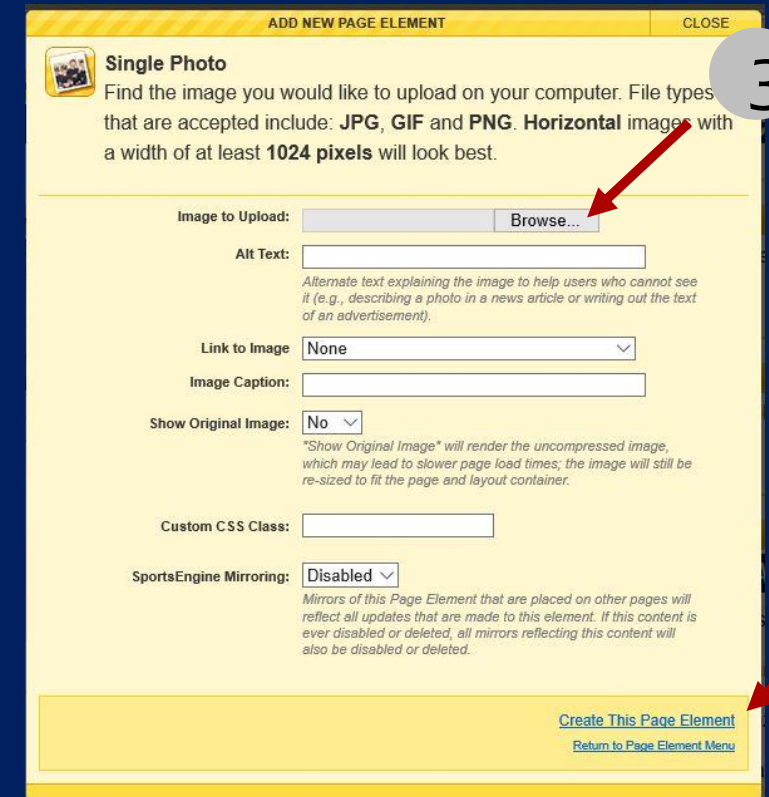 ADD NEW PAGE ELEMENT CLOSE
Single Photo
3
Find the image you would like to upload on your computer. File types
that are accepted include: JPG, GIF and PNG. Horizontal images with
a width of at least 1024 pixels will look best.
Image to Upload: Browse...
Alt Text:
Alternate text explaining the image to help users who cannot see
it (e.g., describing a photo in a news article or writing out the text
of an advertisement).
Link to Image None
Image Caption:
Show Original Image: No
"Show Original Image" will render the uncompressed image,
which may lead to slower page load times; the image will still be
re-sized to fit the page and layout container.
Custom CSS Class:
SportsEngine Mirroring: Disabled
Mirrors of this Page Element that are placed on other pages will
reflect all updates that are made to this element. If this content is
ever disabled or deleted, all mirrors reflecting this content will
also be disabled or deleted.
Create This Page Element
Return to Page Element Menu